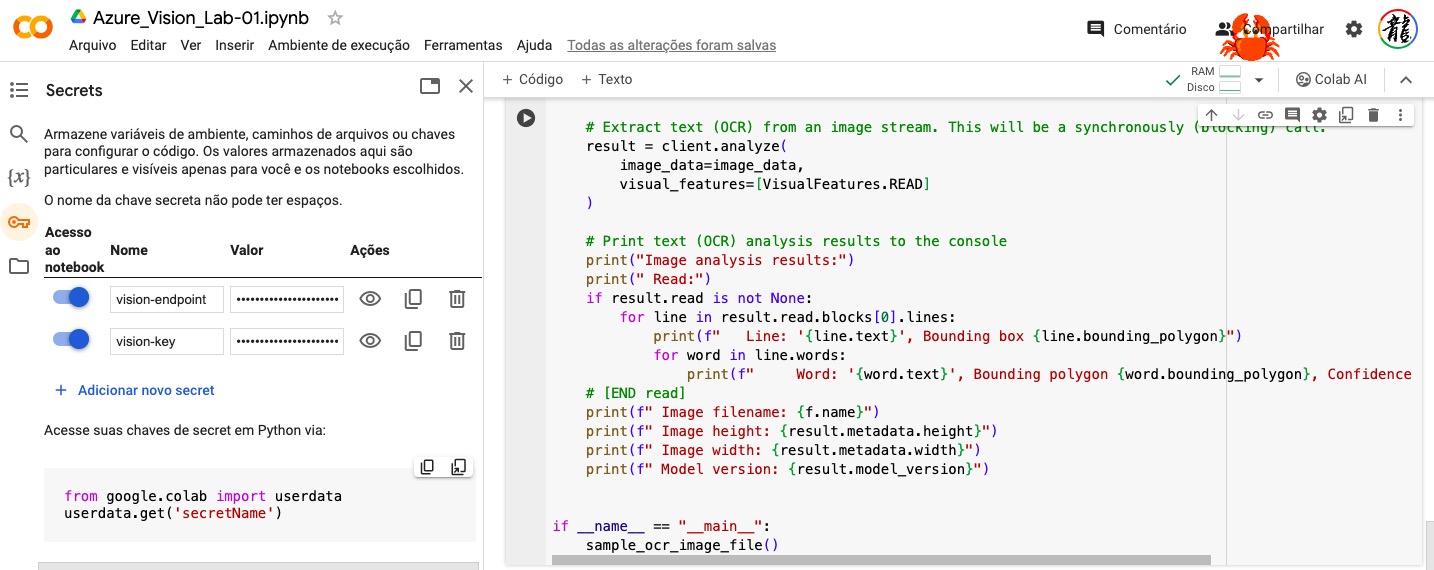 Azure_Vision_Lab-01.ipynb
Arquivo Editar Ver Inserir Ambiente de execução Ferramentas Ajuda Todas as alterações foram salvas
Comentário
Compartilhar
龍
Secrets
Armazene variáveis de ambiente, caminhos de arquivos ou chaves
para configurar o código. Os valores armazenados aqui são
particulares e visíveis apenas para você e os notebooks escolhidos.
O nome da chave secreta não pode ter espaços.
Acesso
ao
notebook
Nome
Valor
Ações
vision-endpoint
vision-key
+ Adicionar novo secret
Acesse suas chaves de secret em Python via:
from google.colab import userdata
userdata.get('secretName')
{x}
+ Código + Texto
RAM
Disco
Colab AI
# Extract text (OCR) from an image stream. This will be a synchronously (blocking) call.
result = client.analyze(
image_data=image_data,
visual_features=[VisualFeatures.READ]
)
# Print text (OCR) analysis results to the console
print("Image analysis results:")
print(" Read:")
if result.read is not None:
for line in result.read.blocks[0].lines:
print(f"   Line: '{line.text}', Bounding box {line.bounding_polygon}")
for word in line.words:
print(f"     Word: '{word.text}', Bounding polygon {word.bounding_polygon}, Confidence
# [END read]
print(f" Image filename: {f.name}")
print(f" Image height: {result.metadata.height}")
print(f" Image width: {result.metadata.width}")
print(f" Model version: {result.model_version}")
if __name__ == "__main__":
sample_ocr_image_file()